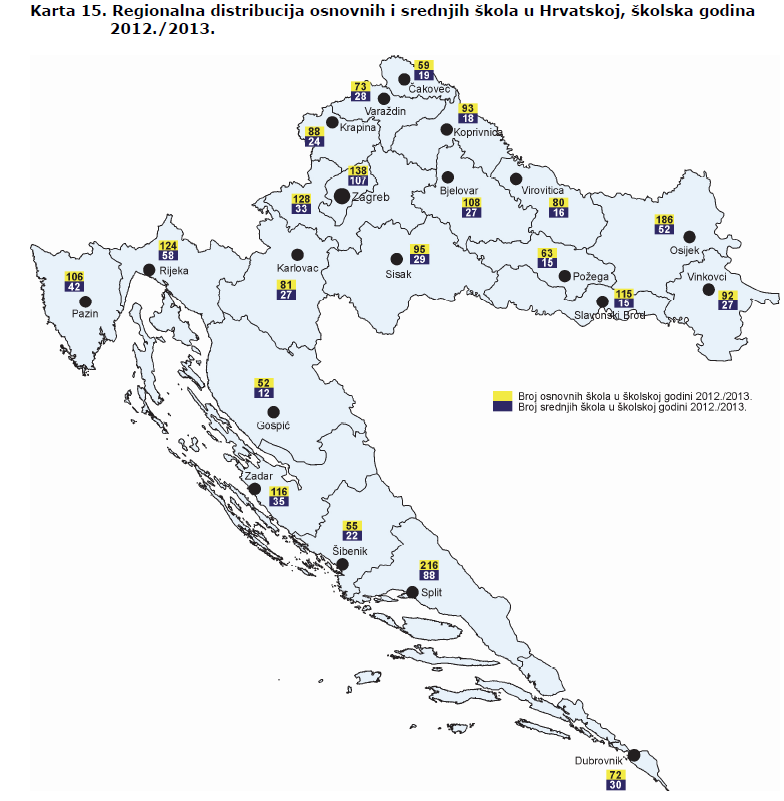 Karta 15. Regionalna distribucija osnovnih i srednjih škola u Hrvatskoj, školska godina
2012./2013.
59
19
Čakovec
73
28
Varaždin
93
18
Koprivnica
88
24
Krapina
138
107
Zagreb
128
33
Bjelovar
108
27
Virovitica
80
16
186
52
Osijek
124
58
Rijeka
106
42
Pazin
Karlovac
81
27
95
29
Sisak
63
15
Požega
Vinkovci
92
27
115
15
Slavonski Brod
52
12
Gospić
Broj osnovnih škola u školskoj godini 2012./2013.
Broj srednjih škola u školskoj godini 2012./2013.
Zadar
116
35
55
22
Šibenik
216
88
Split
Dubrovnik
72
30